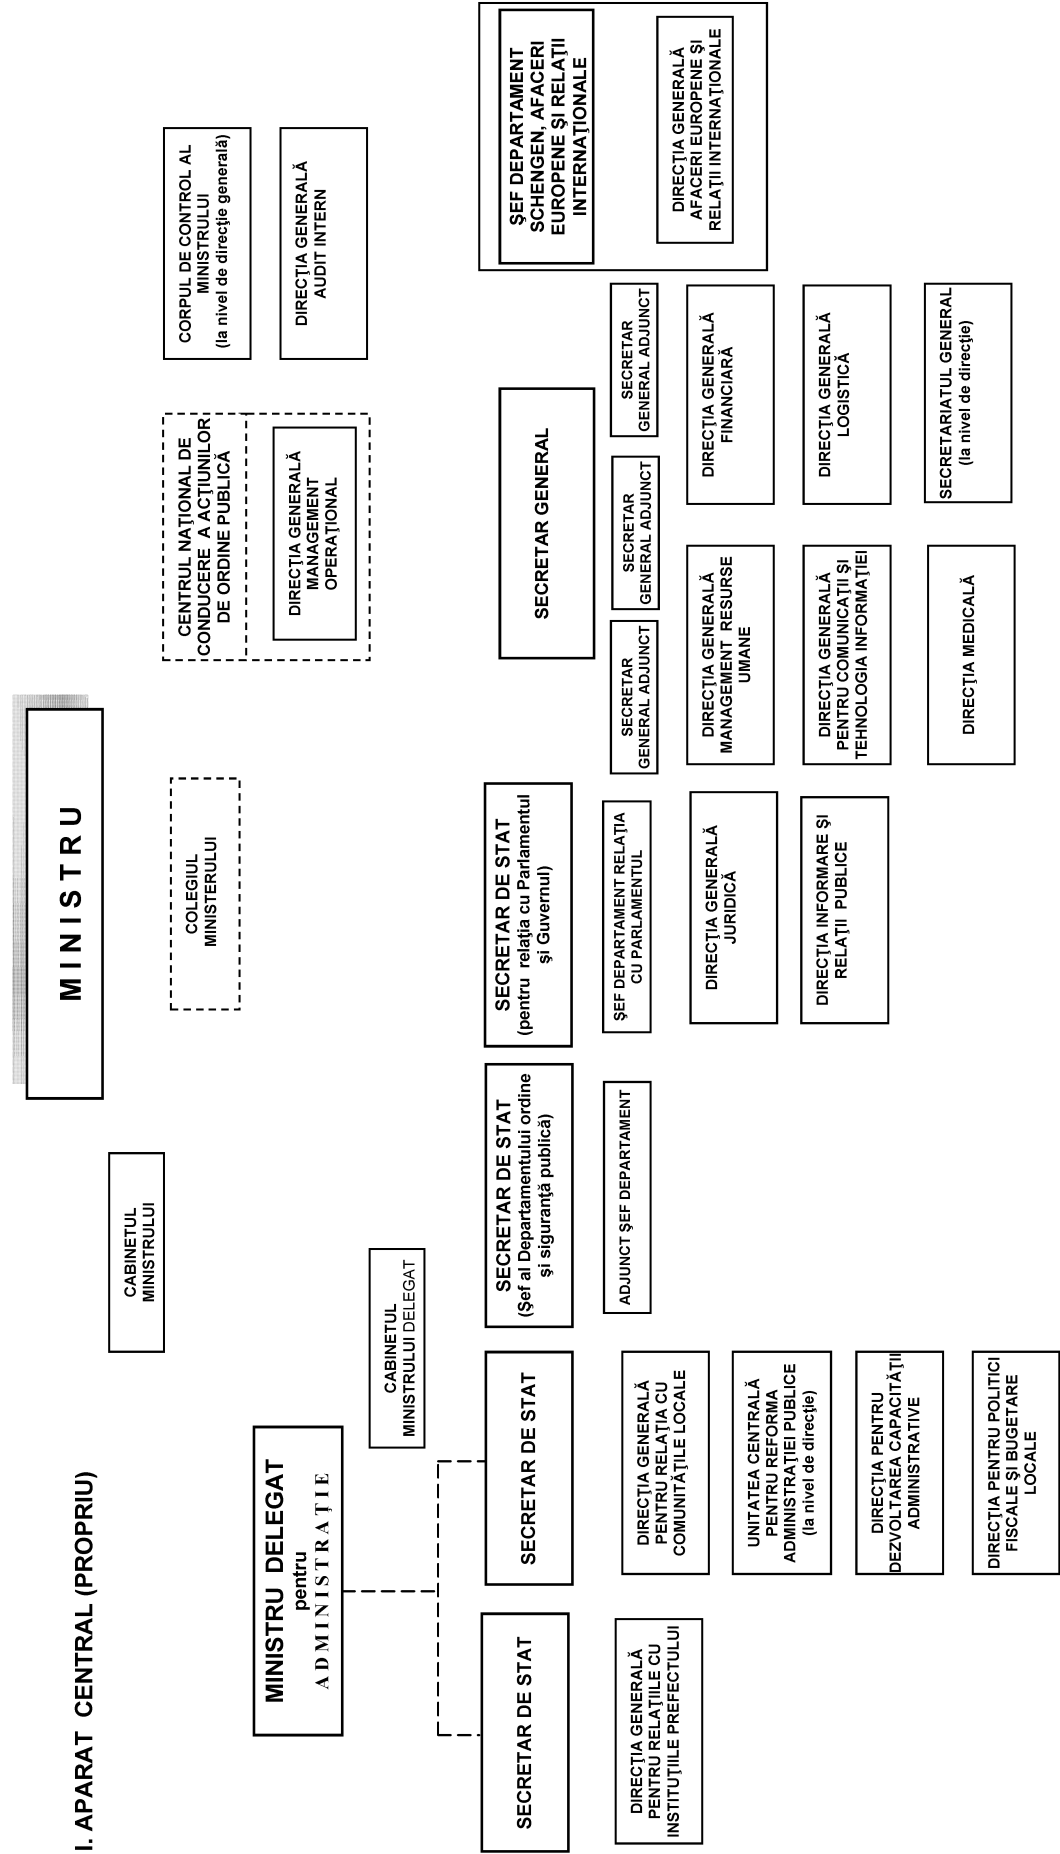 I. APARAT CENTRAL (PROPRIU)
MINISTRU
CABINETUL
MINISTRULUI
COLEGIUL
MINISTERULUI
CENTRUL NAŢIONAL DE
CONDUCERE A ACŢIUNILOR
DE ORDINE PUBLICĂ
DIRECŢIA GENERALĂ
MANAGEMENT
OPERAŢIONAL
CORPUL DE CONTROL AL
MINISTRULUI
(la nivel de direcţie generală)
DIRECŢIA GENERALĂ
AUDIT INTERN
MINISTRU DELEGAT
pentru
ADMINISTRAŢIE
CABINETUL
MINISTRULUI DELEGAT
SECRETAR DE STAT
DIRECŢIA GENERALĂ
PENTRU RELAŢIILE CU
INSTITUŢIILE PREFECTULUI
SECRETAR DE STAT
DIRECŢIA GENERALĂ
PENTRU RELAŢIA CU
COMUNITĂŢILE LOCALE
UNITATEA CENTRALĂ
PENTRU REFORMA
ADMINISTRAŢIEI PUBLICE
(la nivel de direcţie)
DIRECŢIA PENTRU
DEZVOLTAREA CAPACITĂŢII
ADMINISTRATIVE
DIRECŢIA PENTRU POLITICI
FISCALE ŞI BUGETARE
LOCALE
SECRETAR DE STAT
(Şef al Departamentului ordine
şi siguranţă publică)
ADJUNCT ŞEF DEPARTAMENT
SECRETAR DE STAT
(pentru relaţia cu Parlamentul
şi Guvernul)
ŞEF DEPARTAMENT RELAŢIA
CU PARLAMENTUL
DIRECŢIA GENERALĂ
JURIDICĂ
DIRECŢIA INFORMARE ŞI
RELAŢII PUBLICE
SECRETAR GENERAL
SECRETAR
GENERAL ADJUNCT
SECRETAR
GENERAL ADJUNCT
SECRETAR
GENERAL ADJUNCT
DIRECŢIA GENERALĂ
MANAGEMENT RESURSE
UMANE
DIRECŢIA GENERALĂ
FINANCIARĂ
DIRECŢIA GENERALĂ
PENTRU COMUNICAŢII ŞI
TEHNOLOGIA INFORMAŢIEI
DIRECŢIA GENERALĂ
LOGISTICĂ
DIRECŢIA MEDICALĂ
SECRETARIATUL GENERAL
(la nivel de direcţie)
ŞEF DEPARTAMENT
SCHENGEN, AFACERI
EUROPENE ŞI RELAŢII
INTERNAŢIONALE
DIRECŢIA GENERALĂ
AFACERI EUROPENE ŞI
RELAŢII INTERNAŢIONALE